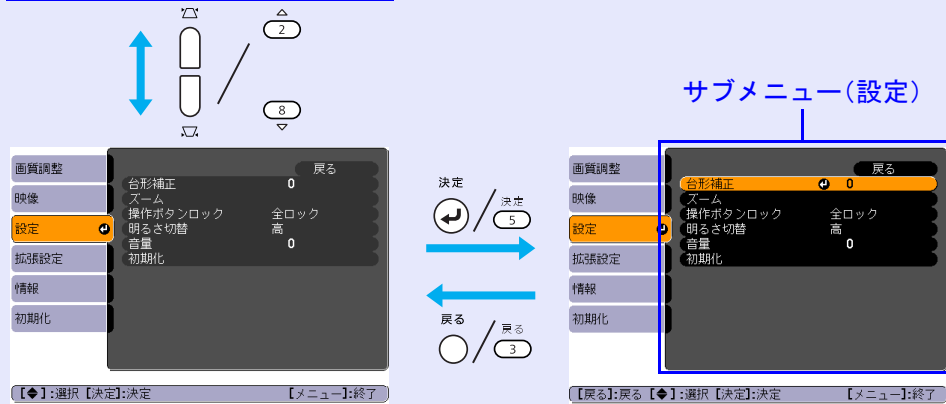 2
8
画質調整
映像
設定
拡張設定
情報
初期化
戻る
台形補正 0
ズーム
操作ボタンロック 全ロック
明るさ切替 高
音量 0
初期化
【◆】:選択【決定】:決定 【メニュー】:終了
決定
決定
5
戻る
戻る
3
サブメニュー(設定)
画質調整
映像
設定
拡張設定
情報
初期化
戻る
台形補正 0
ズーム
操作ボタンロック 全ロック
明るさ切替 高
音量 0
初期化
【戻る】:戻る【◆】:選択【決定】:決定 【メニュー】:終了